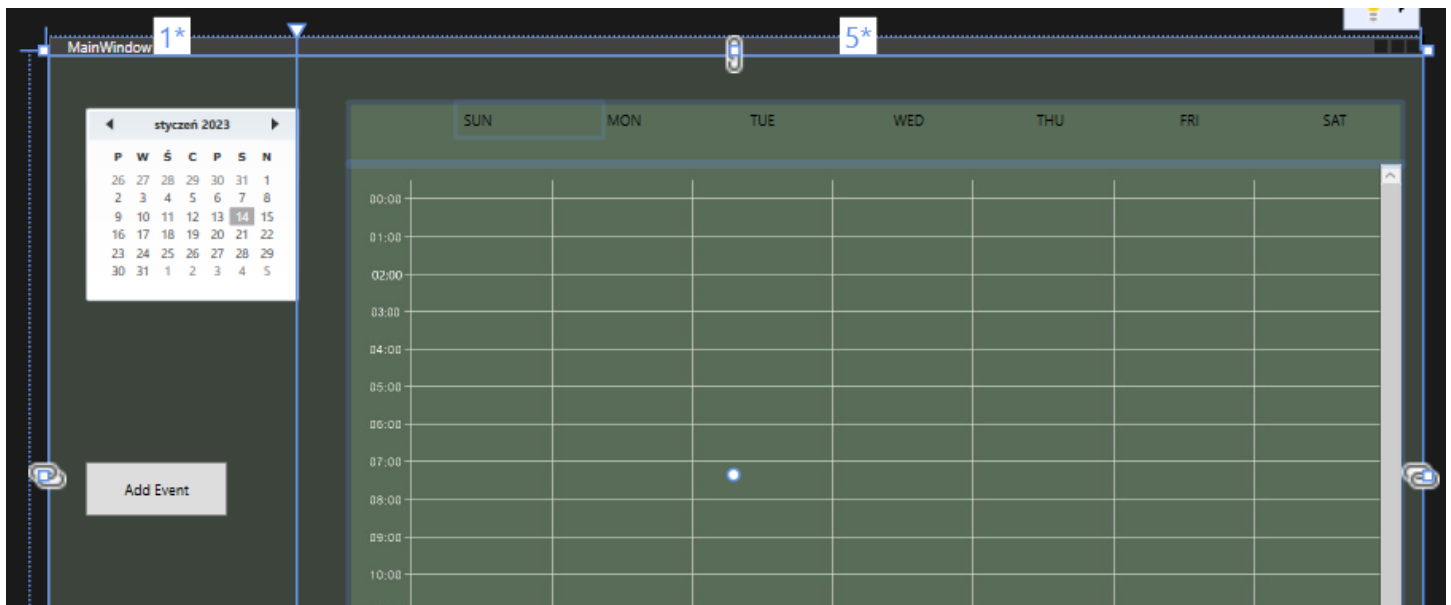 1*
5*
MainWindow
styczeń 2023
P W Ś C P S N
26 27 28 29 30 31 1
2 3 4 5 6 7 8
9 10 11 12 13 14 15
16 17 18 19 20 21 22
23 24 25 26 27 28 29
30 31 1 2 3 4 5
Add Event
SUN MON TUE WED THU FRI SAT
00:00
01:00
02:00
03:00
04:00
05:00
06:00
07:00
08:00
09:00
10:00